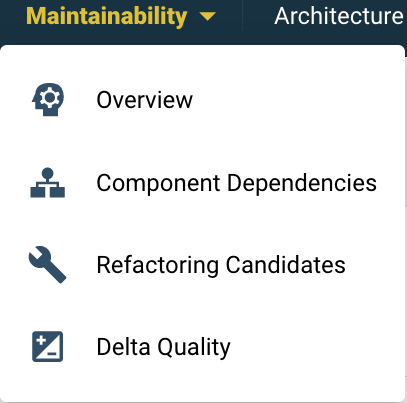 Maintainability Architecture
Overview
Component Dependencies
Refactoring Candidates
Delta Quality